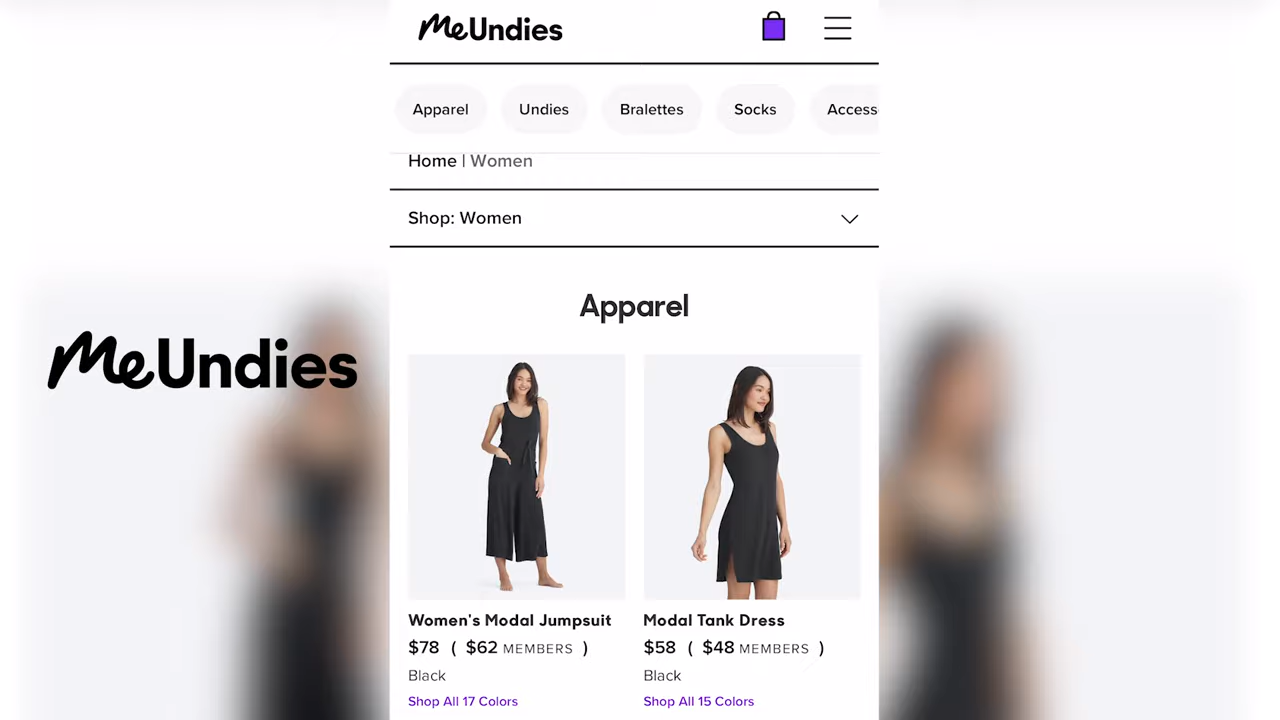 MeUndies
Apparel Undies Bralettes Socks Access
Home | Women
Shop: Women
Apparel
MeUndies
Women's Modal Jumpsuit
$78 ( $62 MEMBERS )
Black
Shop All 17 Colors
Modal Tank Dress
$58 ( $48 MEMBERS )
Black
Shop All 15 Colors